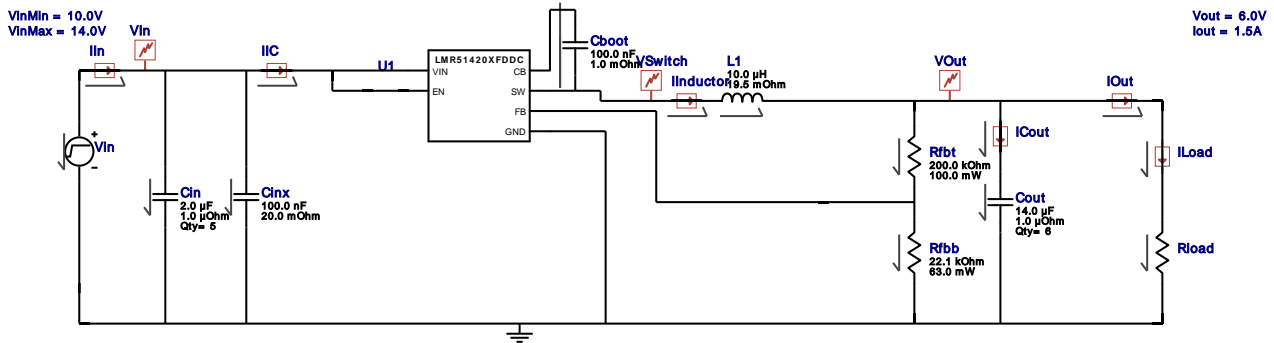 VinMin = 10.0V
VinMax = 14.0V
Vout = 6.0V
Iout = 1.5A
IIn
VIn
IIC
U1
LMR51420XFDDC
VIN
EN
CB
SW
FB
GND
Cboot
100.0 nF
1.0 mOhm
VSwitch
IInductor
L1
10.0 µH
19.5 mOhm
VOut
IOut
Vin
+
−
Cin
2.0 µF
1.0 µOhm
Qty= 5
Cinx
100.0 nF
20.0 mOhm
Rfbt
200.0 kOhm
100.0 mW
Rfbb
22.1 kOhm
63.0 mW
ICout
Cout
14.0 µF
1.0 µOhm
Qty= 6
ILoad
Rload